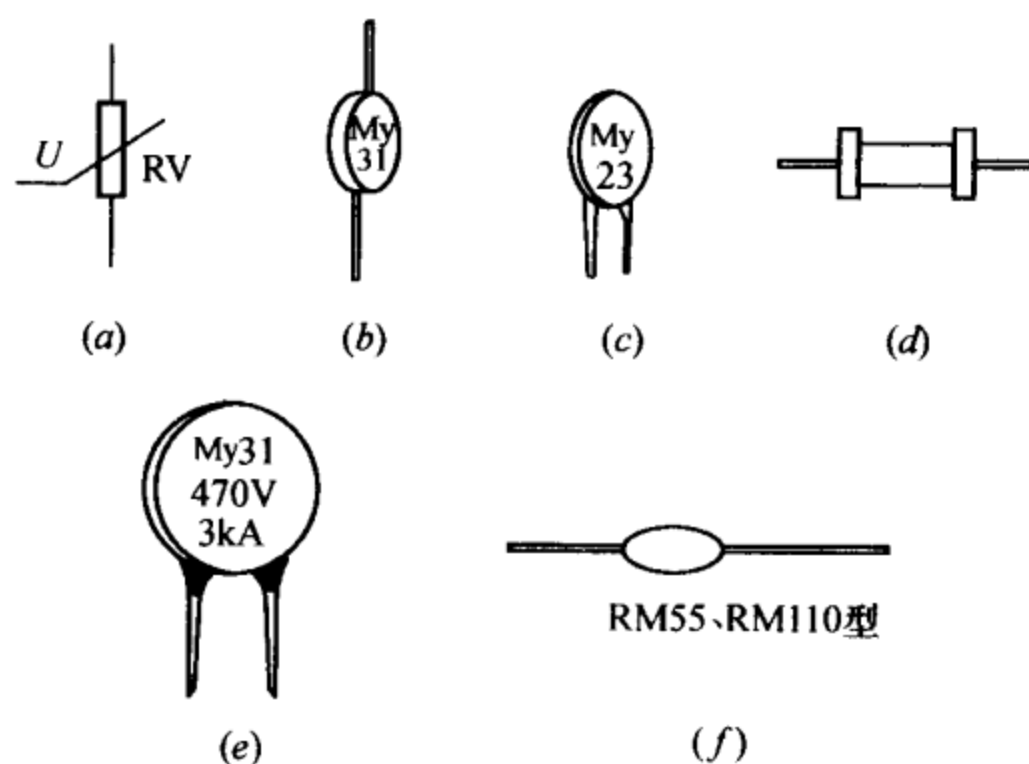 U
RV
My
31
My
23
(a)
(b)
(c)
(d)
My31
470V
3kA
RM55、RM110型
(e)
(f)